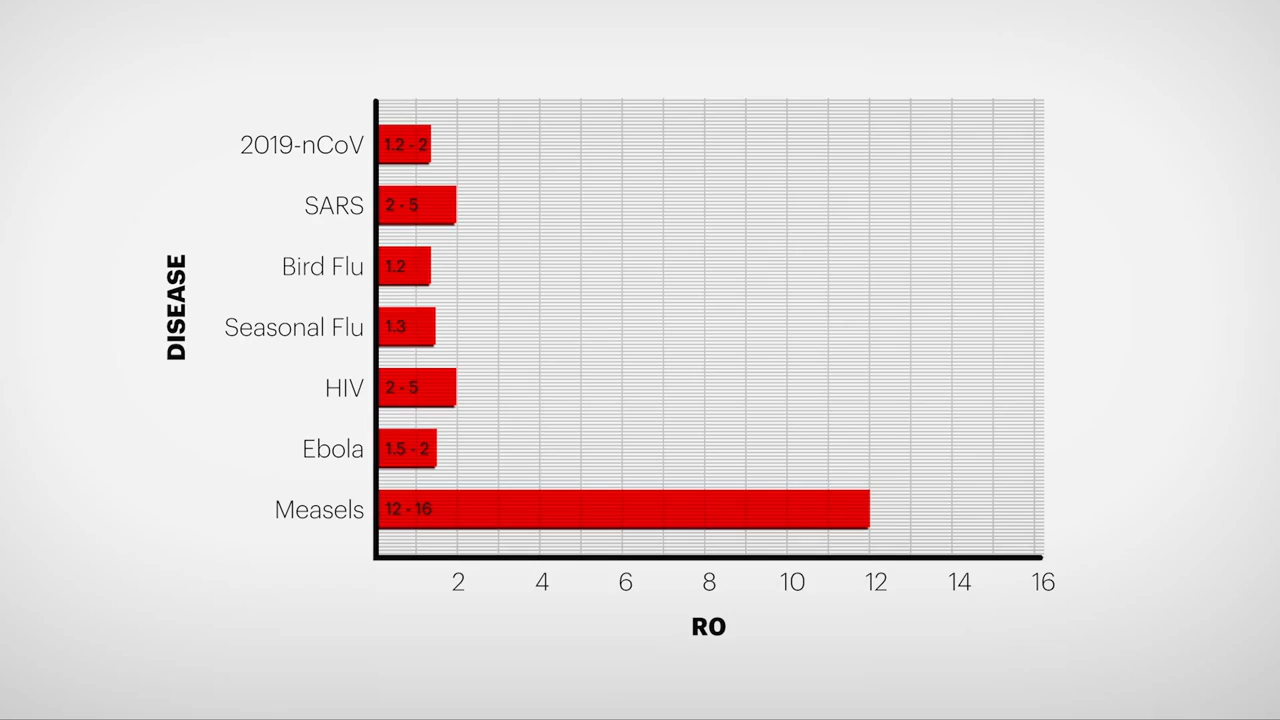 2019-nCoV 1.2 - 2
SARS 2 - 5
Bird Flu 1.2
DISEASE
Seasonal Flu 1.3
HIV 2 - 5
Ebola 1.5 - 2
Measels 12 - 16
2 4 6 8 10 12 14 16
RO